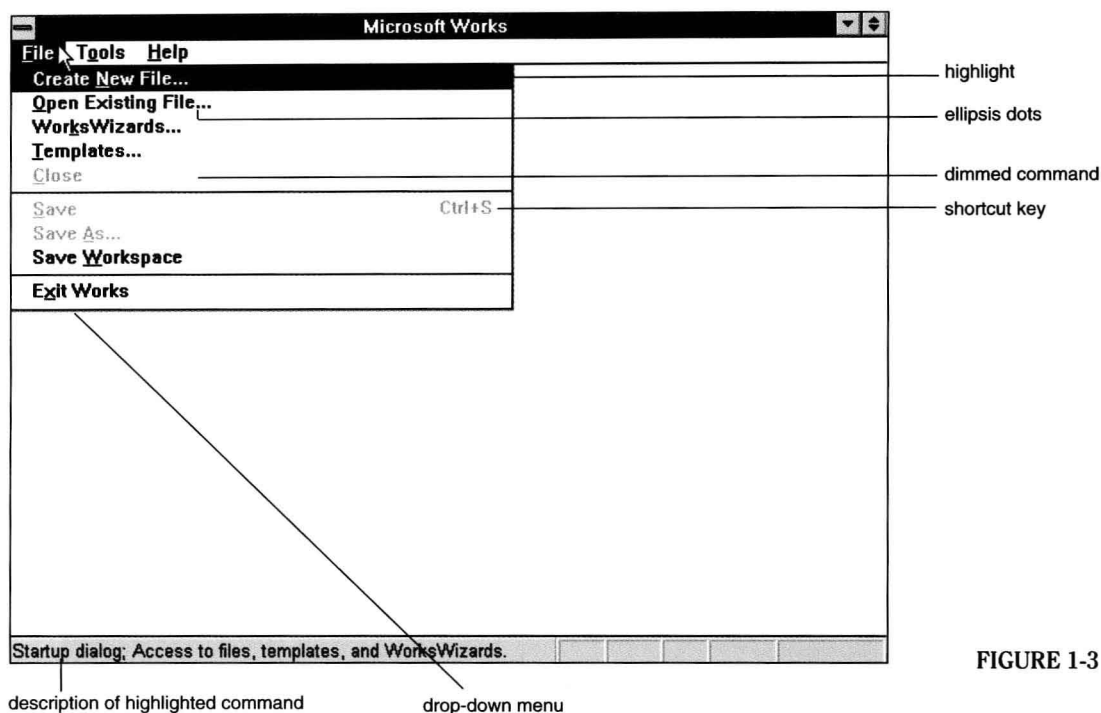 Microsoft Works
File Tools Help
Create New File...
Open Existing File...
WorksWizards...
Templates...
Close
Save Ctrl+S
Save As...
Save Workspace
Exit Works
highlight
ellipsis dots
dimmed command
shortcut key
Startup dialog; Access to files, templates, and WorksWizards.
FIGURE 1-3
description of highlighted command
drop-down menu